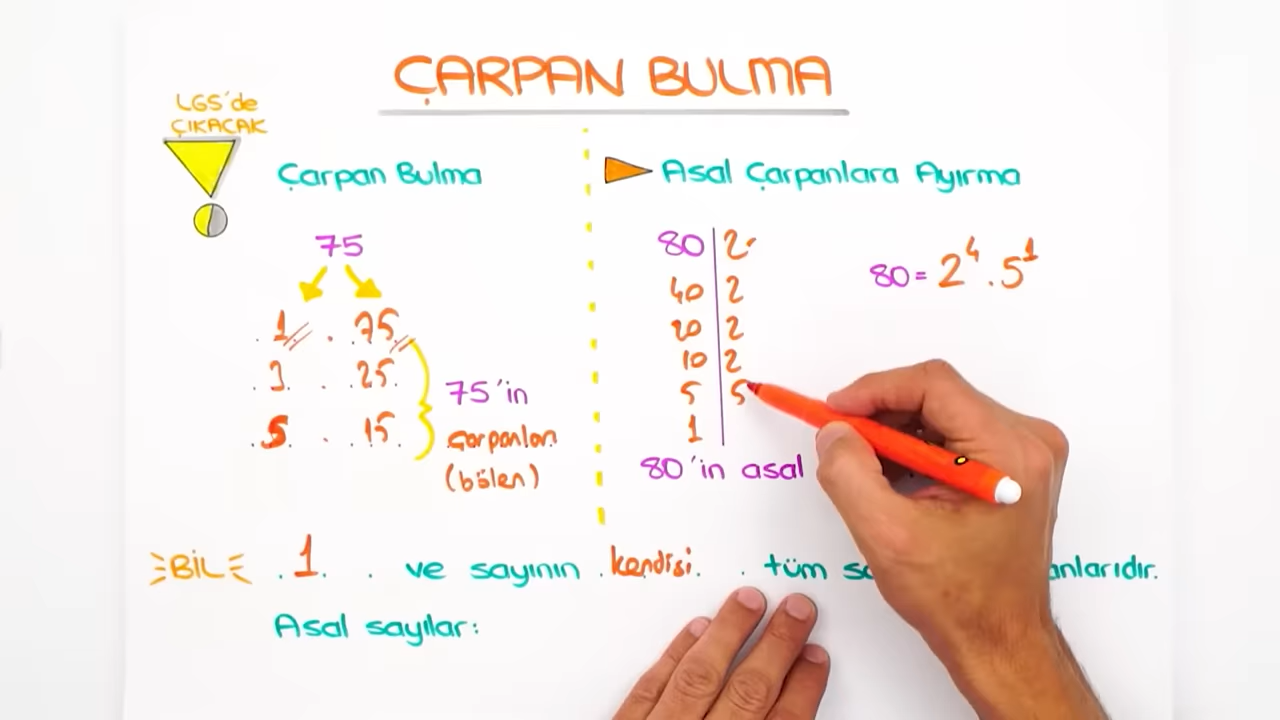 ÇARPAN BULMA
LGS'de
ÇIKACAK
Çarpan Bulma
75
1 . 75
3 . 25
5 . 15
75'in
çarpanları
(bölen)
Asal Çarpanlara Ayırma
80 2
40 2
20 2
10 2
5 5
1
80 = 2⁴ . 5¹
80'in asal
BİL 1 ve sayının kendisi tüm
Asal sayılar: